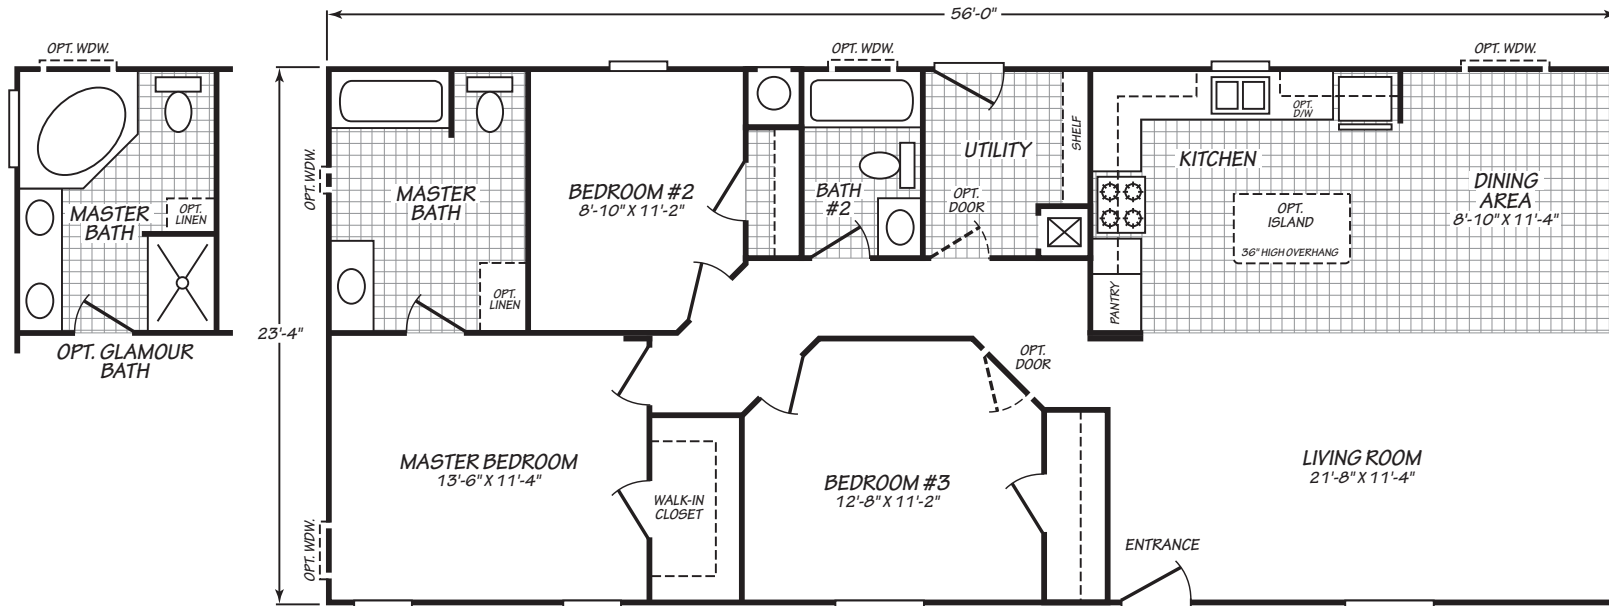 56'-0"
OPT. WDW.
OPT. WDW.
OPT. WDW.
MASTER
BATH
OPT.
LINEN
OPT. GLAMOUR
BATH
23'-4"
OPT. WDW.
MASTER
BATH
OPT.
LINEN
BEDROOM #2
8'-10" X 11'-2"
BATH
#2
UTILITY
SHELF
OPT.
DOOR
OPT.
D/W
KITCHEN
OPT.
ISLAND
36" HIGH OVERHANG
DINING
AREA
8'-10" X 11'-4"
PANTRY
OPT.
DOOR
MASTER BEDROOM
13'-6" X 11'-4"
OPT. WDW.
WALK-IN
CLOSET
BEDROOM #3
12'-8" X 11'-2"
LIVING ROOM
21'-8" X 11'-4"
ENTRANCE